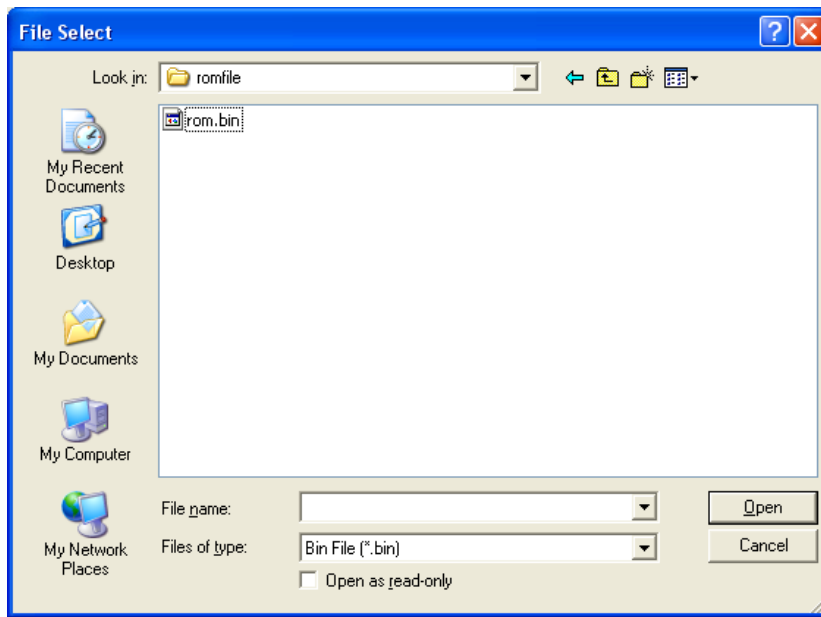 File Select
Look in: romfile
rom.bin
My Recent
Documents
Desktop
My Documents
My Computer
My Network
Places
File name:
Open
Files of type: Bin File (*.bin)
Cancel
Open as read-only